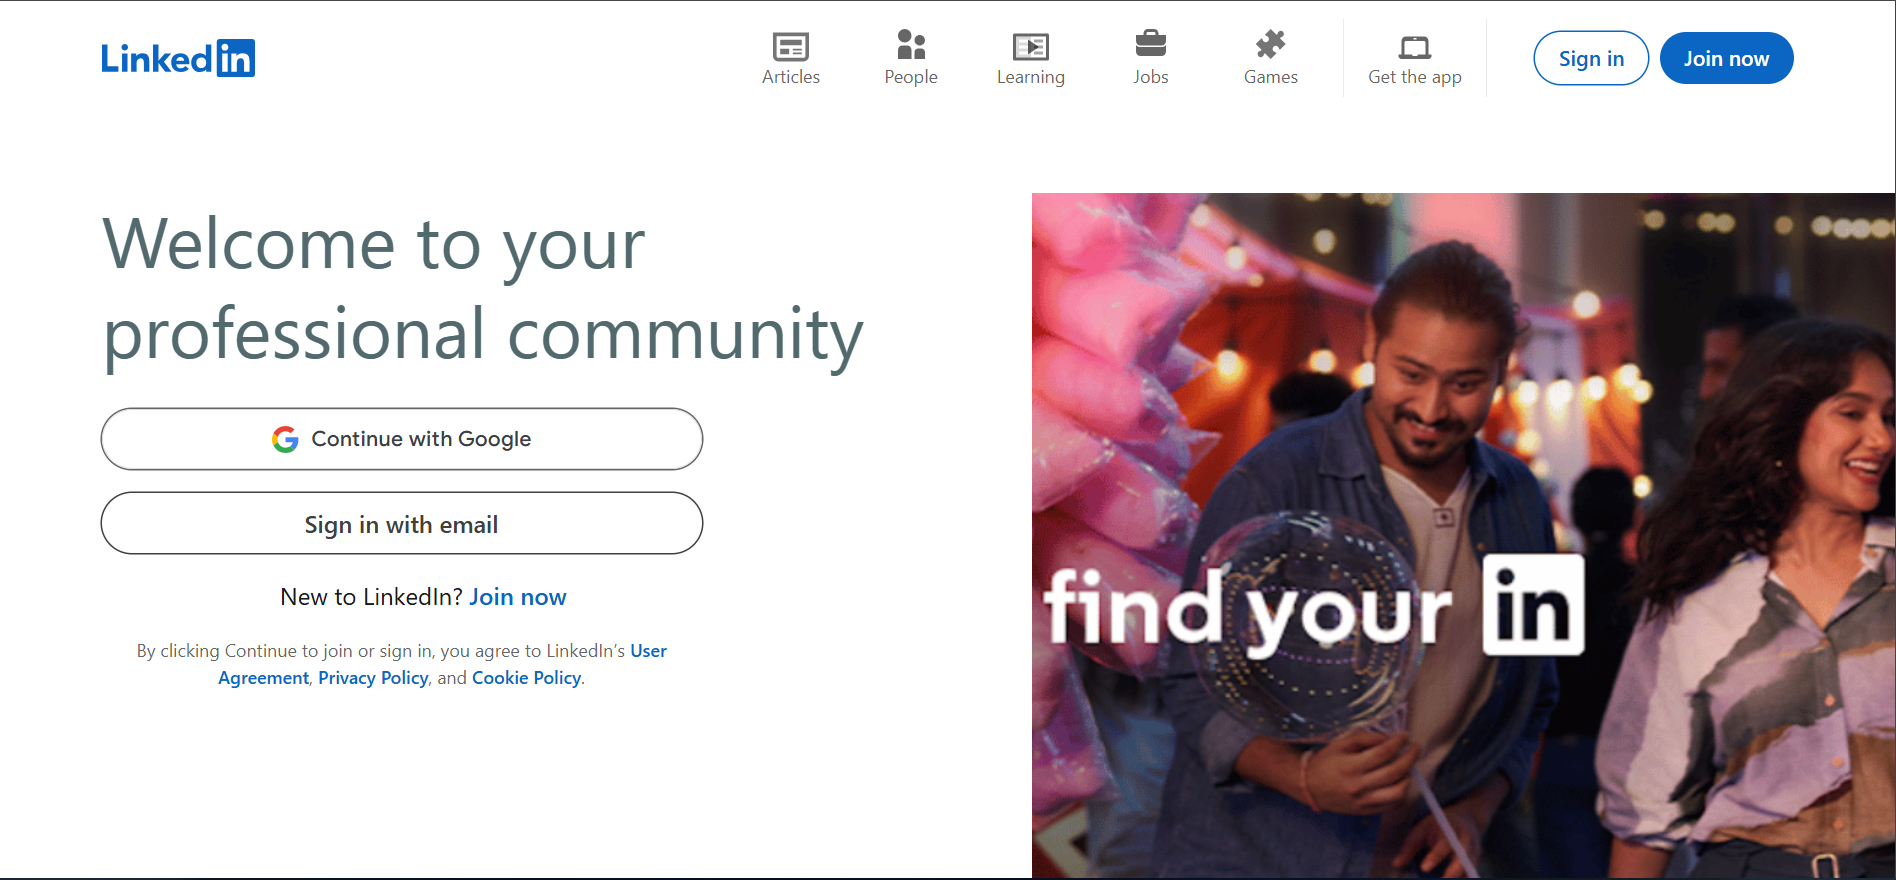 Linkedin
Articles
People
Learning
Jobs
Games
Get the app
Sign in
Join now
Welcome to your
professional community
Continue with Google
Sign in with email
New to LinkedIn? Join now
By clicking Continue to join or sign in, you agree to LinkedIn’s User
Agreement, Privacy Policy, and Cookie Policy.
find your in